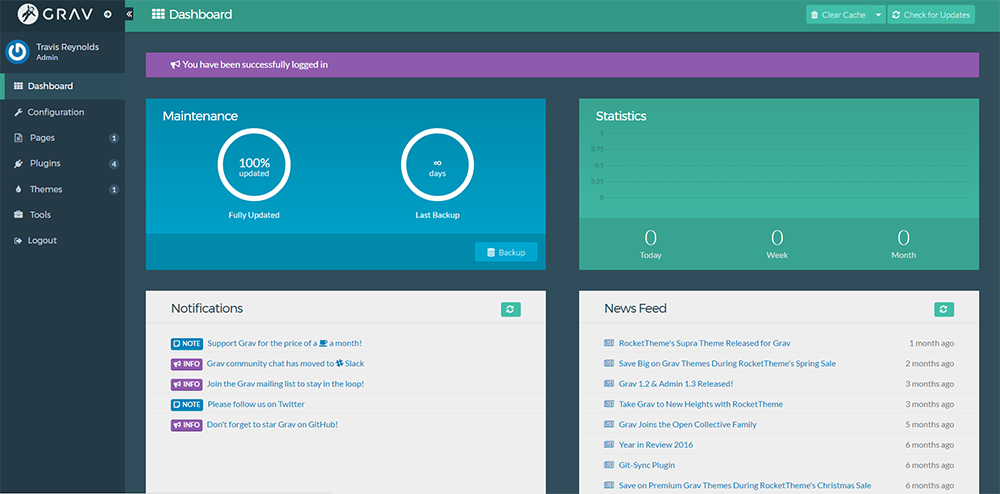 GRAV
Travis Reynolds
Admin
Dashboard
Configuration
Pages 1
Plugins 4
Themes 1
Tools
Logout
Dashboard
Clear Cache
Check for Updates
You have been successfully logged in
Maintenance
100%
updated
Fully Updated
∞
days
Last Backup
Backup
Statistics
1
0.75
0.5
0.25
0
0
Today
0
Week
0
Month
Notifications
NOTE Support Grav for the price of a a month!
INFO Grav community chat has moved to Slack
INFO Join the Grav mailing list to stay in the loop!
NOTE Please follow us on Twitter
INFO Don't forget to star Grav on GitHub!
News Feed
RocketTheme's Supra Theme Released for Grav 1 month ago
Save Big on Grav Themes During RocketTheme's Spring Sale 2 months ago
Grav 1.2 & Admin 1.3 Released! 3 months ago
Take Grav to New Heights with RocketTheme 3 months ago
Grav Joins the Open Collective Family 5 months ago
Year in Review 2016 6 months ago
Git-Sync Plugin 6 months ago
Save on Premium Grav Themes During RocketTheme's Christmas Sale 6 months ago